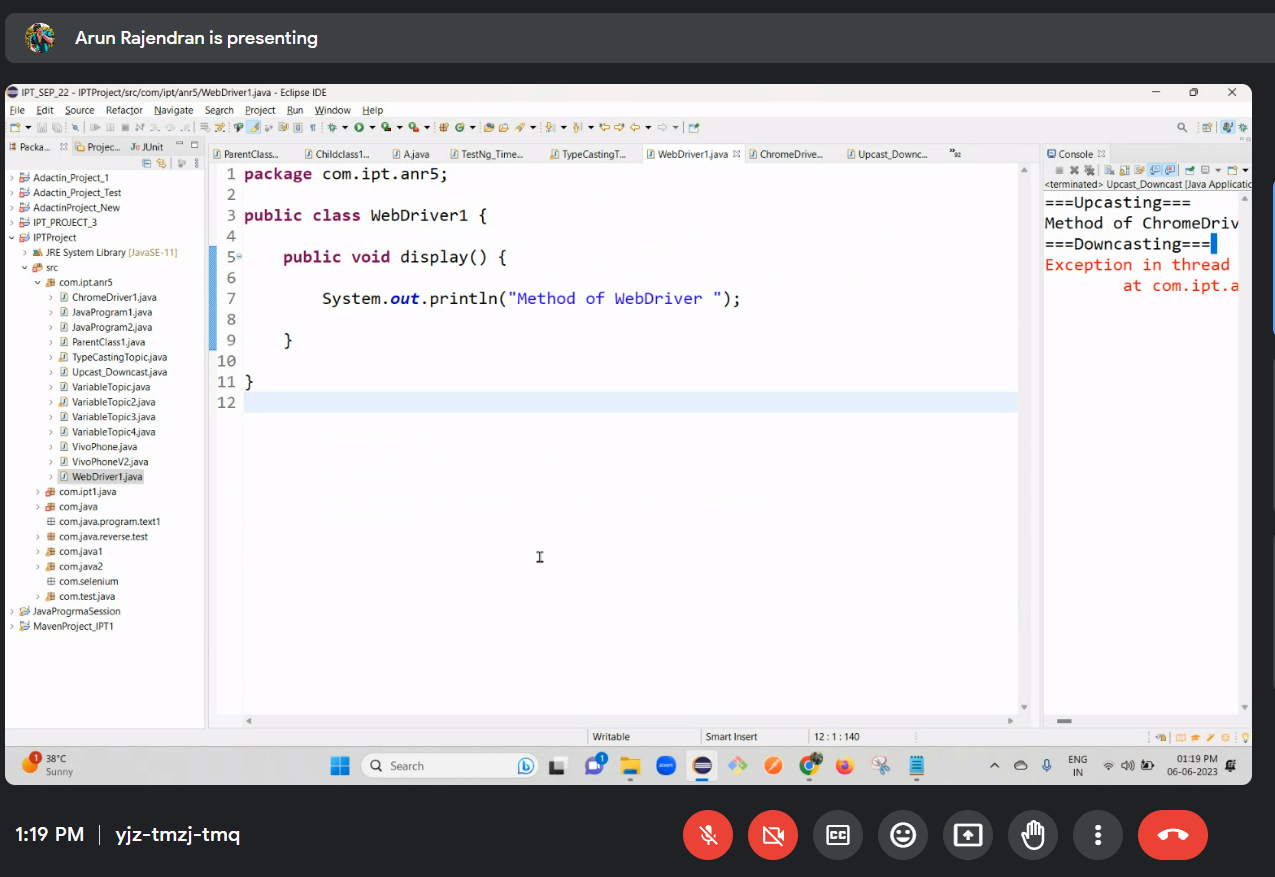 Arun Rajendran is presenting
IPT_SEP_22 - IPTProject/src/com/ipt/anr5/WebDriver1.java - Eclipse IDE
File Edit Source Refactor Navigate Search Project Run Window Help
Packa... Projec... JUnit
ParentClass... Childclass1... A.java TestNg_Time... TypeCastingT... WebDriver1.java ChromeDrive... Upcast_Downc... »92
Console
<terminated> Upcast_Downcast [Java Applicatio
Adactin_Project_1
Adactin_Project_Test
AdactinProject_New
IPT_PROJECT_3
IPTProject
JRE System Library [JavaSE-11]
src
com.ipt.anr5
ChromeDriver1.java
JavaProgram1.java
JavaProgram2.java
ParentClass1.java
TypeCastingTopic.java
Upcast_Downcast.java
VariableTopic.java
VariableTopic2.java
VariableTopic3.java
VariableTopic4.java
VivoPhone.java
VivoPhoneV2.java
WebDriver1.java
com.ipt1.java
com.java
com.java.program.text1
com.java.reverse.test
com.java1
com.java2
com.selenium
com.test.java
JavaProgrmaSession
MavenProject_IPT1
1 package com.ipt.anr5;
2
3 public class WebDriver1 {
4
5 public void display() {
6
7 System.out.println("Method of WebDriver ");
8
9 }
10
11 }
12
===Upcasting===
Method of ChromeDriv
===Downcasting===
Exception in thread
at com.ipt.a
Writable Smart Insert 12 : 1 : 140
1
38°C
Sunny
Search
1
zoom
ENG
IN
01:19 PM
06-06-2023
1:19 PM | yjz-tmzj-tmq
CC